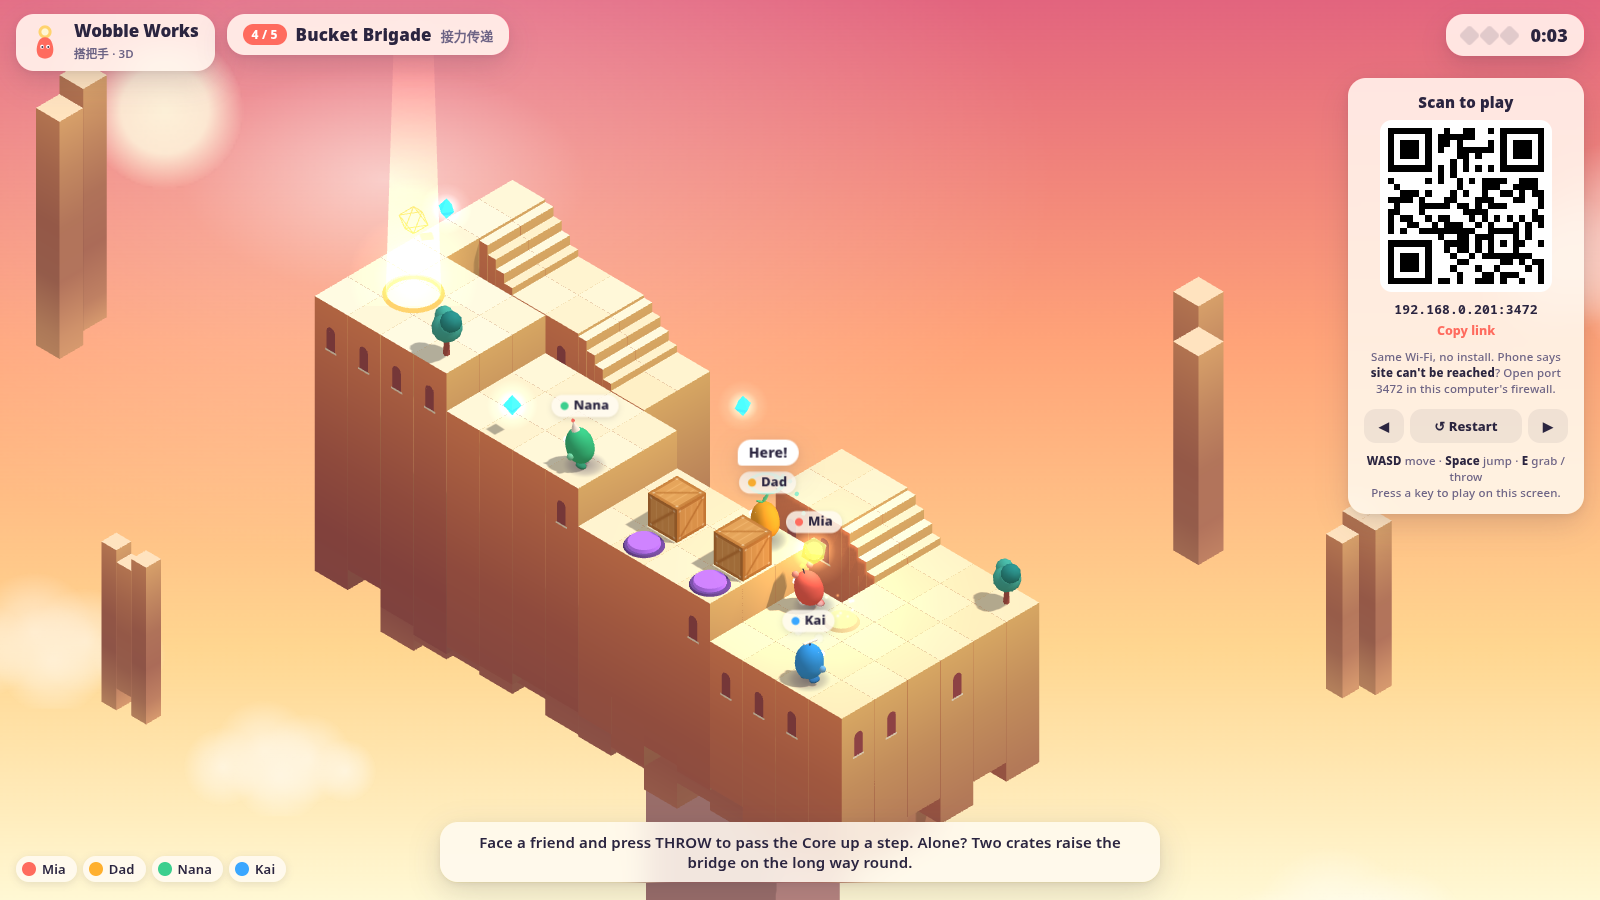 Wobble Works
搭把手 · 3D
4 / 5 Bucket Brigade 接力传递
0:03
Scan to play
192.168.0.201:3472
Copy link
Same Wi-Fi, no install. Phone says
site can't be reached? Open port
3472 in this computer's firewall.
◀ ↺ Restart ▶
WASD move · Space jump · E grab /
throw
Press a key to play on this screen.
Nana
Here!
Dad
Mia
Kai
Face a friend and press THROW to pass the Core up a step. Alone? Two crates raise the
bridge on the long way round.
Mia Dad Nana Kai